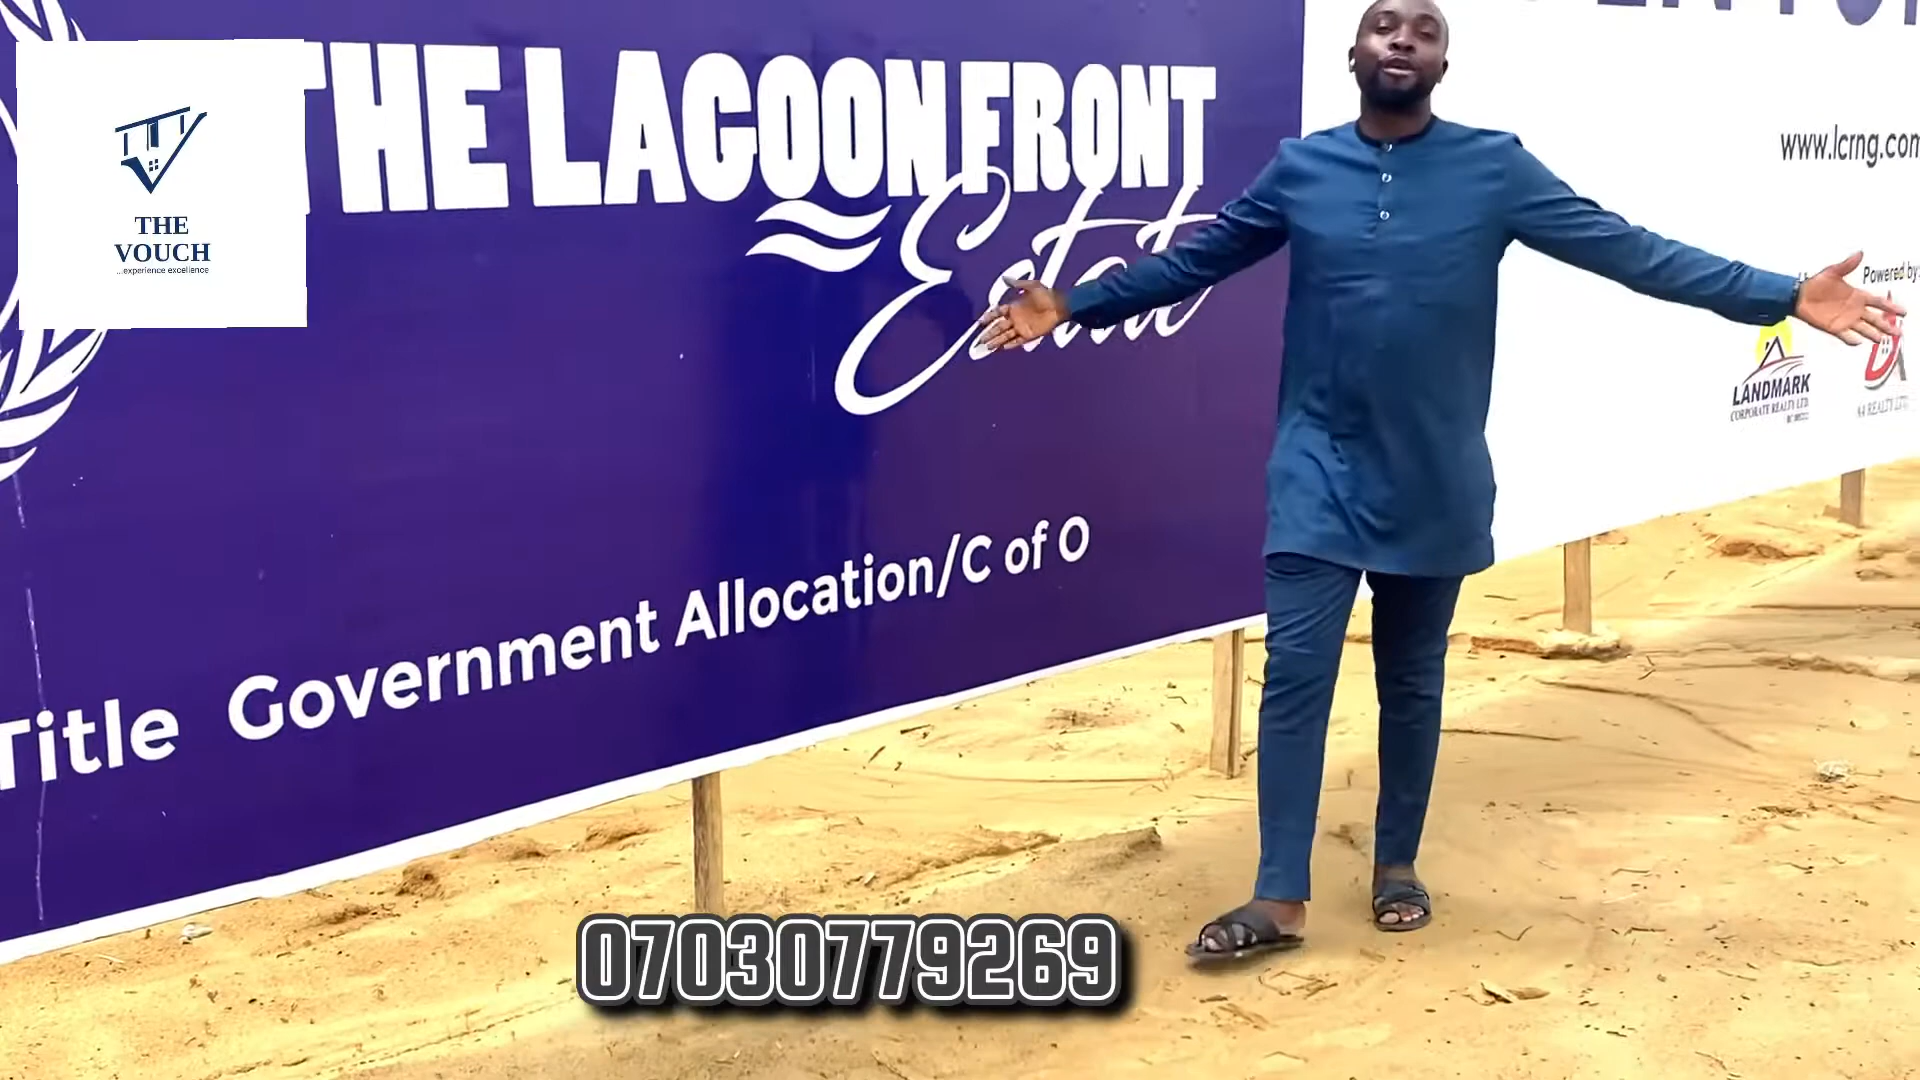 THE LAGOON FRONT
Estate
Title Government Allocation/C of O
THE
VOUCH
...experience excellence
www.lcrng.com
Powered by:
LANDMARK
CORPORATE REALTY LTD
07030779269